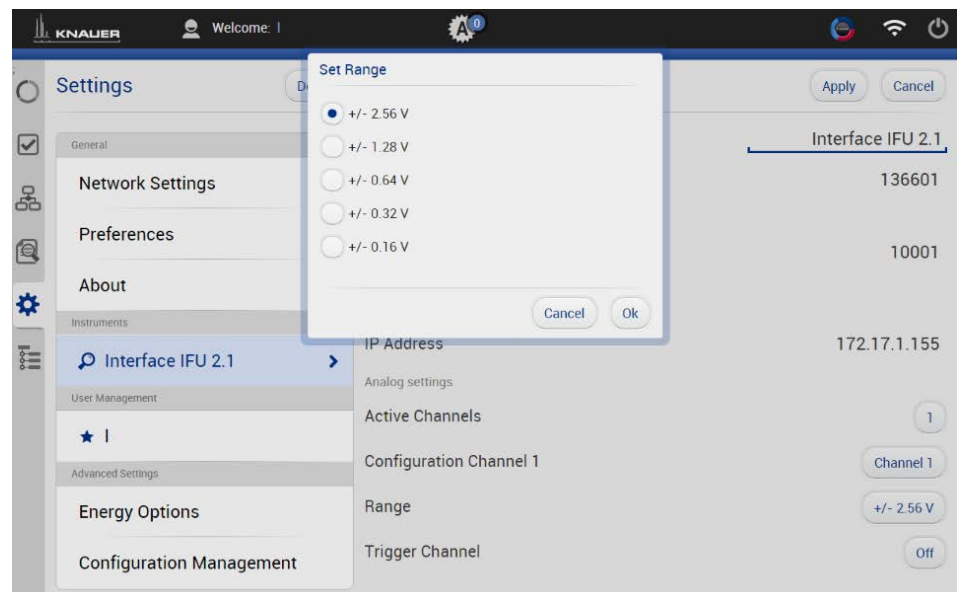 KNAUER
Welcome: I
A
0
Settings
Set Range
Apply
Cancel
+/- 2.56 V
+/- 1.28 V
+/- 0.64 V
+/- 0.32 V
+/- 0.16 V
Cancel
Ok
General
Network Settings
Preferences
About
Instruments
Interface IFU 2.1
User Management
I
Advanced Settings
Energy Options
Configuration Management
Interface IFU 2.1
136601
10001
IP Address
172.17.1.155
Analog settings
Active Channels
1
Configuration Channel 1
Channel 1
Range
+/- 2.56 V
Trigger Channel
Off